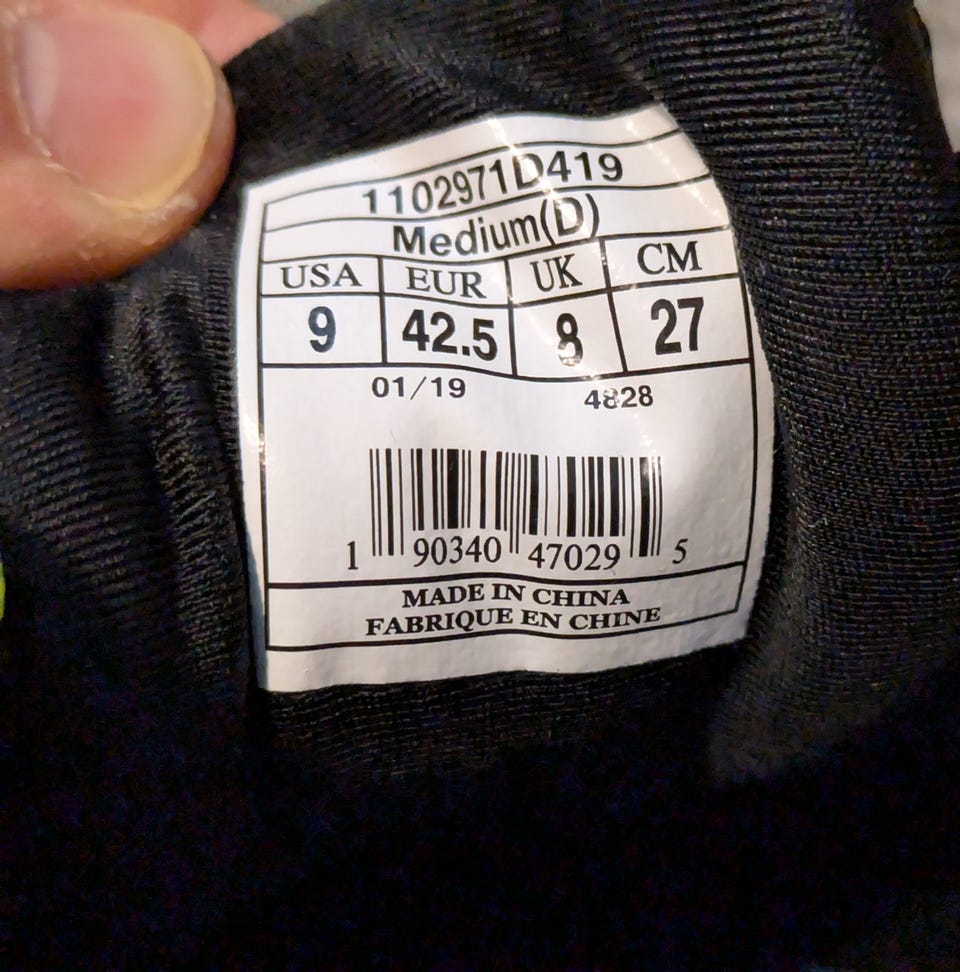 1102971D419
Medium(D)
USA EUR UK CM
9 42.5 8 27
01/19 4828
1 90340 47029 5
MADE IN CHINA
FABRIQUE EN CHINE